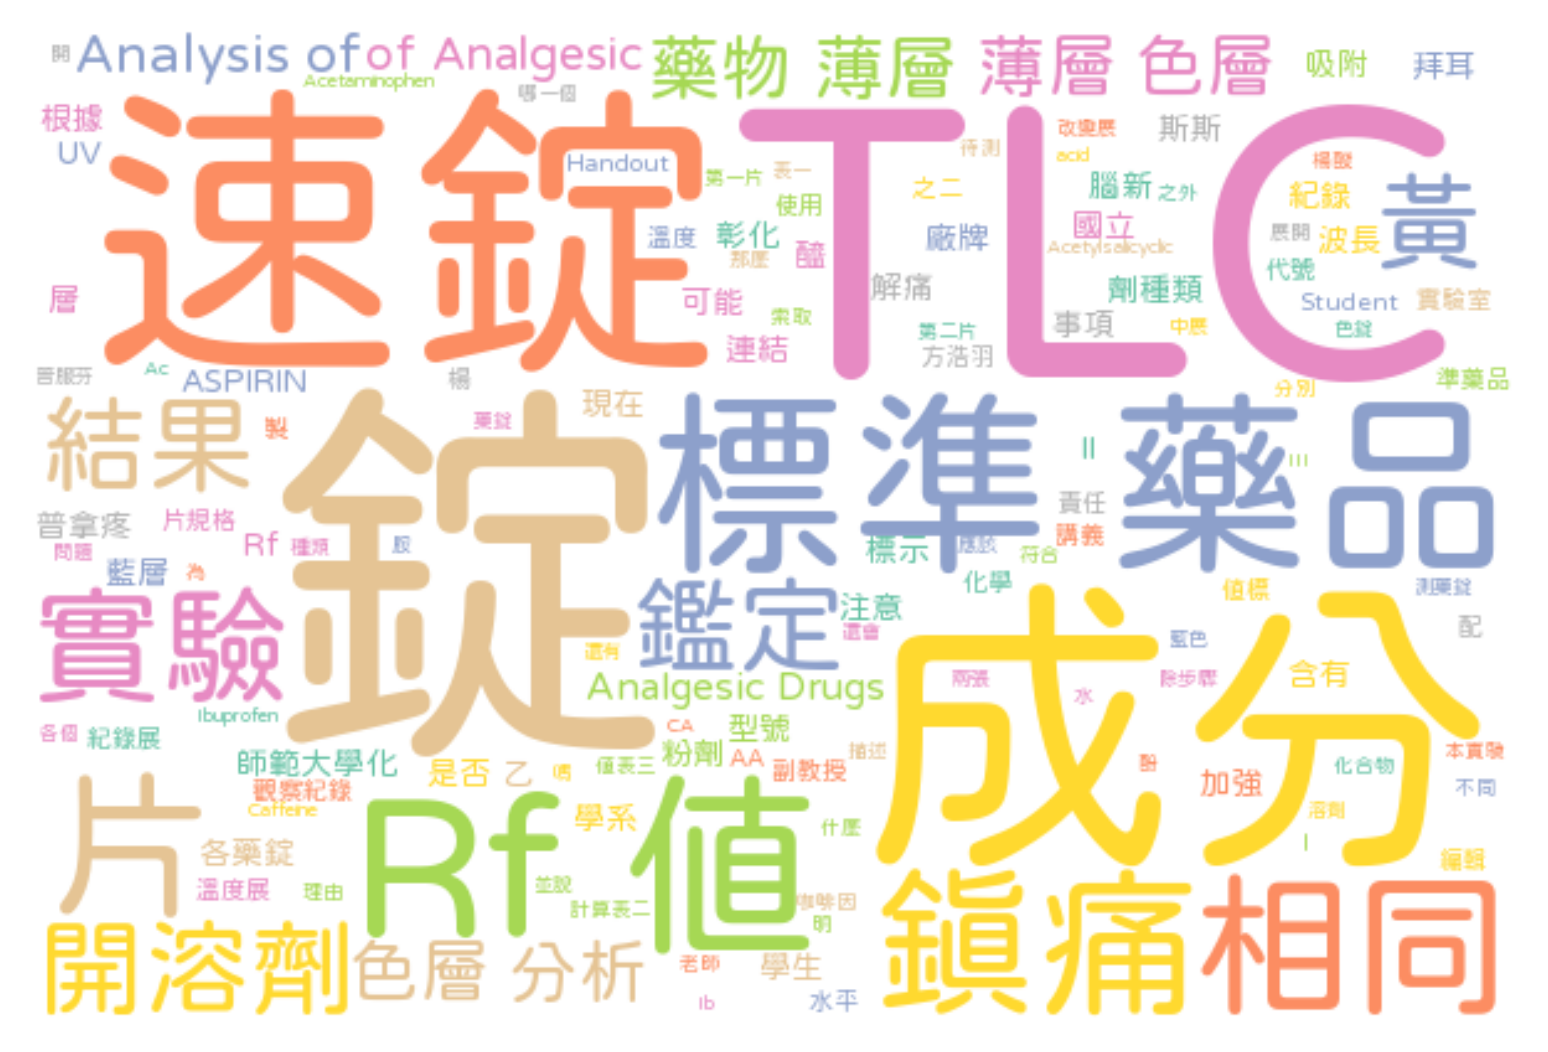 開 Analysis of of Analgesic 藥物 薄層 薄層 色層 吸附 拜耳
Acetaminophen 哪一個
根據 速錠 TLC 改變展 斯斯
UV Handout 待測 acid 楊酸
第一片 表一 之二 腦新 之外 紀錄 黃
使用 國立
溫度 彰化 廠牌 Acetylsalicyclic 展開 波長
那麼 醯 代號
層 可能 解痛 劑種類 Student 實驗室
索取 第二片 事項 中展 色錠
連結 方浩羽
Ac ASPIRIN 楊 分別 準藥品
結果 製 錠 藥錠 現在 標準 藥品
II III
普拿疼 片規格 責任
問題 Rf 種類 標示 符合 講義
藍層 為 化學 值標 測藥錠
實驗 鑑定 注意 成分 配
還有 還會 藍色
Analgesic Drugs 兩張 水 除步驟 含有
各個 紀錄展 Ibuprofen CA 型號
師範大學化 是否 乙 嗎 僅表三 粉劑 AA 描述 副教授 酚 加強 化合物 本實驗
觀察紀錄 不同
片 Caffeine Rf值 學系 什麼 溶劑
各藥錠 I 編輯
溫度展 理由 並說 計算表二 咖啡因 鎮痛 相同
明
開溶劑 色層 分析 老師 學生
Ib 水平